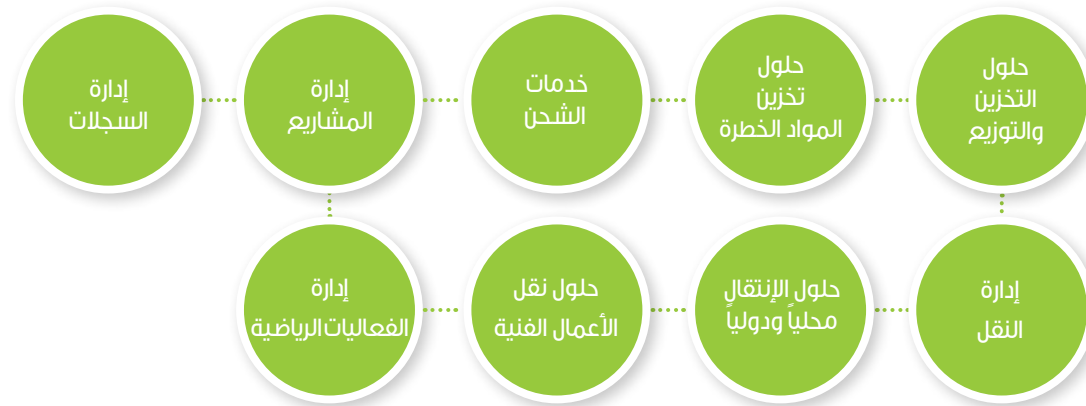 حلول
التخزين
والتوزيع
حلول
تخزين
المواد الخطرة
خدمات
الشحن
إدارة
المشاريع
إدارة
السجلات
إدارة
النقل
حلول الإنتقال
محلياً ودولياً
حلول نقل
الأعمال الفنية
إدارة
الفعاليات الرياضية